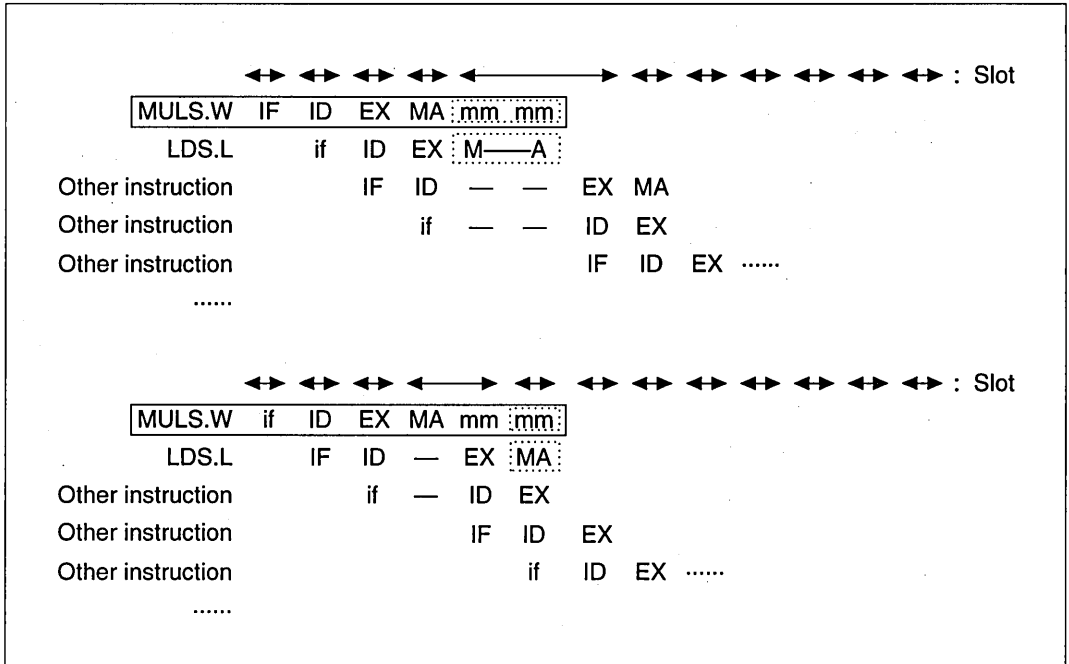 : Slot
MULS.W IF ID EX MA mm mm
LDS.L if ID EX M——A
Other instruction IF ID — — EX MA
Other instruction if — — ID EX
Other instruction IF ID EX ······
······
: Slot
MULS.W if ID EX MA mm mm
LDS.L IF ID — EX MA
Other instruction if — ID EX
Other instruction IF ID EX
Other instruction if ID EX ······
······